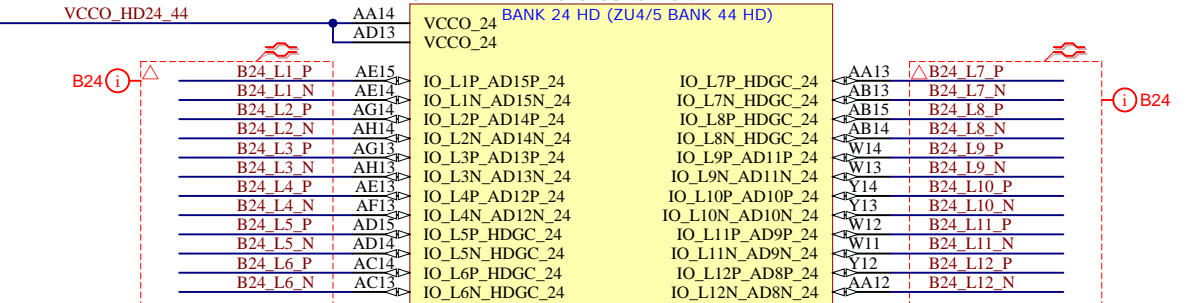 VCCO_HD24_44
BANK 24 HD (ZU4/5 BANK 44 HD)
AA14 VCCO_24
AD13 VCCO_24
B24 i
i B24
B24_L1_P AE15 IO_L1P_AD15P_24 IO_L7P_HDGC_24 AA13 B24_L7_P
B24_L1_N AE14 IO_L1N_AD15N_24 IO_L7N_HDGC_24 AB13 B24_L7_N
B24_L2_P AG14 IO_L2P_AD14P_24 IO_L8P_HDGC_24 AB15 B24_L8_P
B24_L2_N AH14 IO_L2N_AD14N_24 IO_L8N_HDGC_24 AB14 B24_L8_N
B24_L3_P AG13 IO_L3P_AD13P_24 IO_L9P_AD11P_24 W14 B24_L9_P
B24_L3_N AH13 IO_L3N_AD13N_24 IO_L9N_AD11N_24 W13 B24_L9_N
B24_L4_P AE13 IO_L4P_AD12P_24 IO_L10P_AD10P_24 Y14 B24_L10_P
B24_L4_N AF13 IO_L4N_AD12N_24 IO_L10N_AD10N_24 Y13 B24_L10_N
B24_L5_P AD15 IO_L5P_HDGC_24 IO_L11P_AD9P_24 W12 B24_L11_P
B24_L5_N AD14 IO_L5N_HDGC_24 IO_L11N_AD9N_24 W11 B24_L11_N
B24_L6_P AC14 IO_L6P_HDGC_24 IO_L12P_AD8P_24 Y12 B24_L12_P
B24_L6_N AC13 IO_L6N_HDGC_24 IO_L12N_AD8N_24 AA12 B24_L12_N